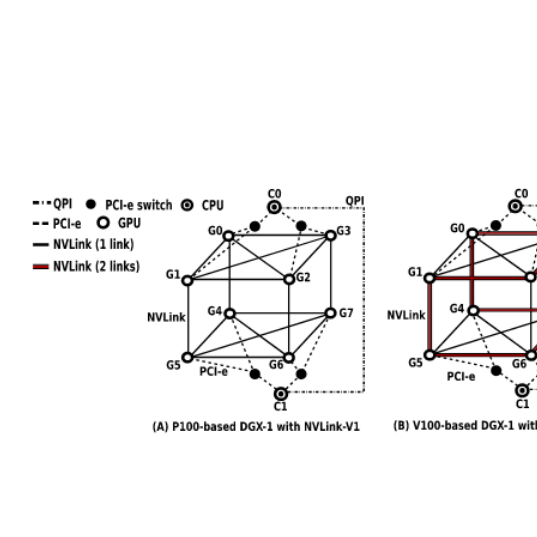 QPI PCI-e switch CPU
PCI-e GPU
NVLink (1 link)
NVLink (2 links)
C0
QPI
G0
G3
G1
G2
G4
G7
NVLink
G5
G6
PCI-e
C1
(A) P100-based DGX-1 with NVLink-V1
C0
G0
G1
G4
NVLink
G5
G6
PCI-e
C1
(B) V100-based DGX-1 wit